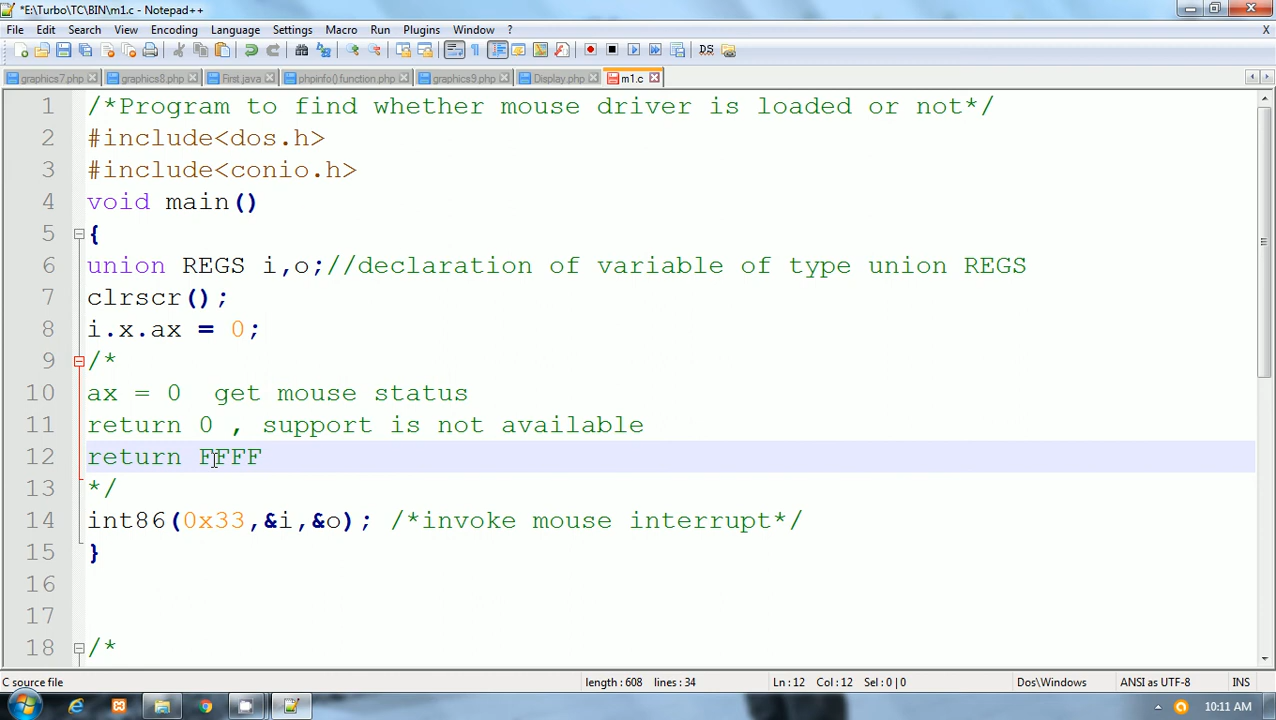 *E:\Turbo\TC\BIN\m1.c - Notepad++
File Edit Search View Encoding Language Settings Macro Run Plugins Window ? X
graphics7.php graphics8.php First.java phpinfo() function.php graphics9.php Display.php m1.c
1 /*Program to find whether mouse driver is loaded or not*/
2 #include<dos.h>
3 #include<conio.h>
4 void main()
5 {
6 union REGS i,o;//declaration of variable of type union REGS
7 clrscr();
8 i.x.ax = 0;
9 /*
10 ax = 0  get mouse status
11 return 0 , support is not available
12 return FFFF
13 */
14 int86(0x33,&i,&o); /*invoke mouse interrupt*/
15 }
16
17
18 /*
C source file length : 608 lines : 34 Ln : 12 Col : 12 Sel : 0 | 0 Dos\Windows ANSI as UTF-8 INS
10:11 AM